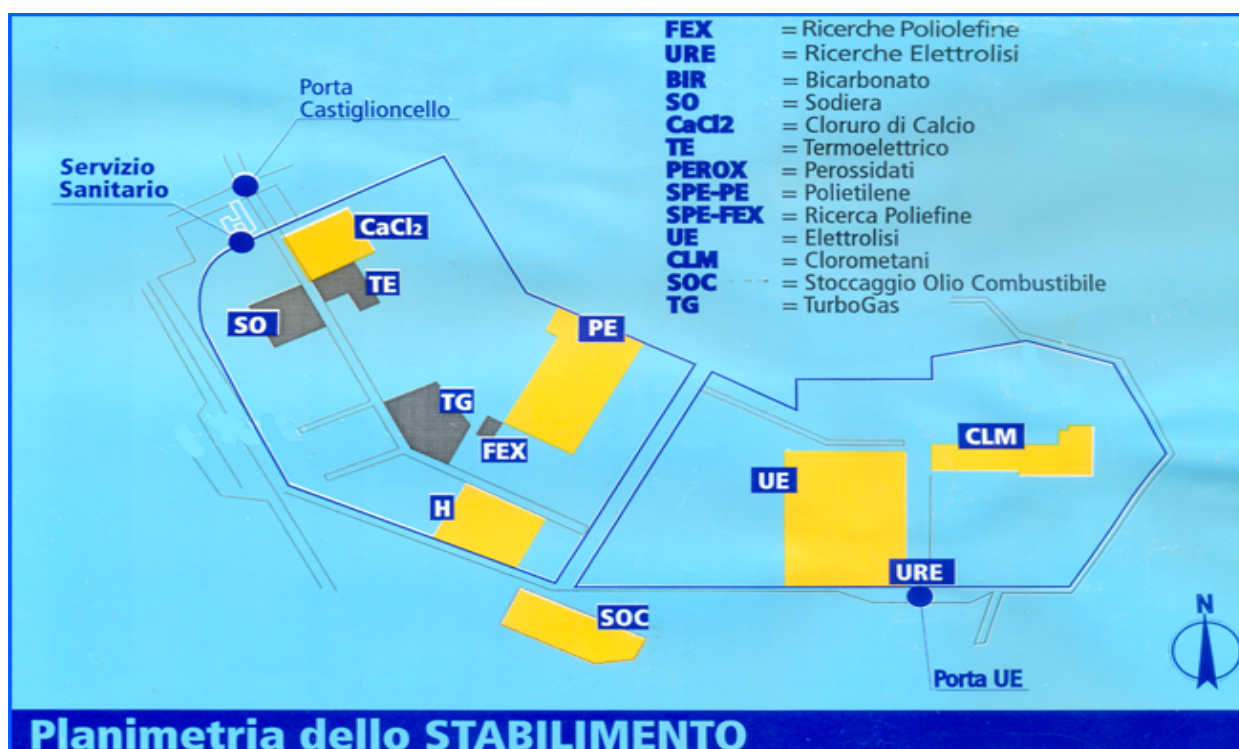 FEX = Ricerche Poliolefine
URE = Ricerche Elettrolisi
BIR = Bicarbonato
SO = Sodiera
CaCl2 = Cloruro di Calcio
TE = Termoelettrico
PEROX = Perossidati
SPE-PE = Polietilene
SPE-FEX = Ricerca Poliefine
UE = Elettrolisi
CLM = Clorometani
SOC = Stoccaggio Olio Combustibile
TG = TurboGas
Porta
Castiglioncello
Servizio
Sanitario
CaCl2
TE
SO
PE
TG
FEX
H
SOC
UE
CLM
URE
Porta UE
N
Planimetria dello STABILIMENTO